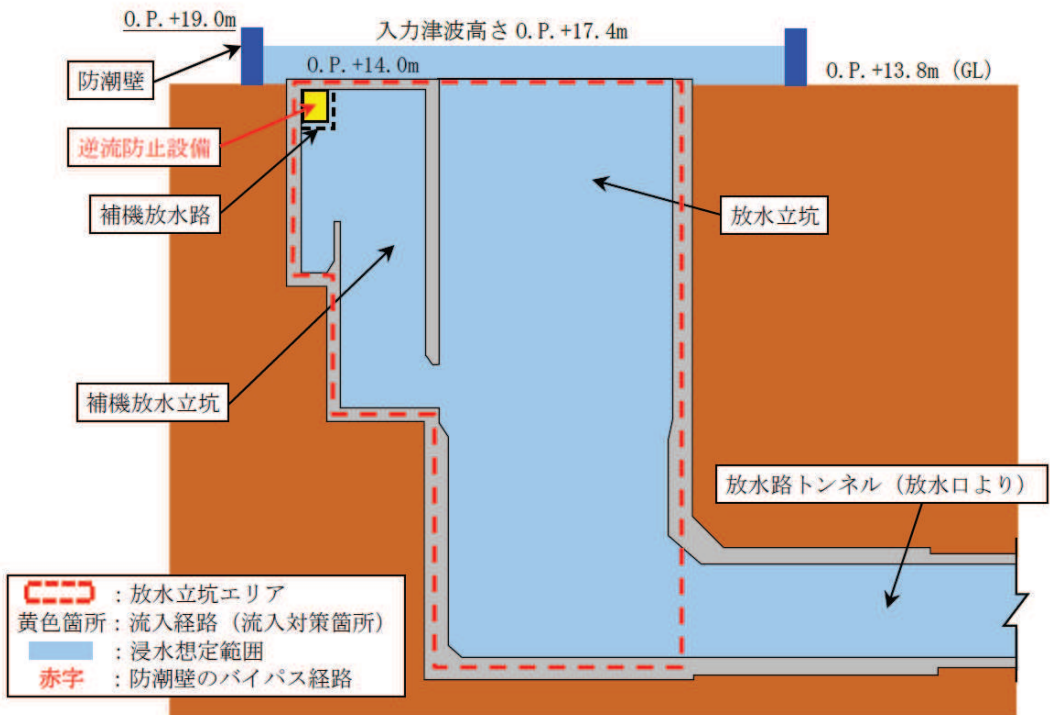 O.P.+19.0m
入力津波高さ O.P.+17.4m
防潮壁
O.P.+14.0m
O.P.+13.8m (GL)
逆流防止設備
補機放水路
放水立坑
補機放水立坑
放水路トンネル（放水口より）
：放水立坑エリア
黄色箇所：流入経路（流入対策箇所）
：浸水想定範囲
赤字：防潮壁のバイパス経路